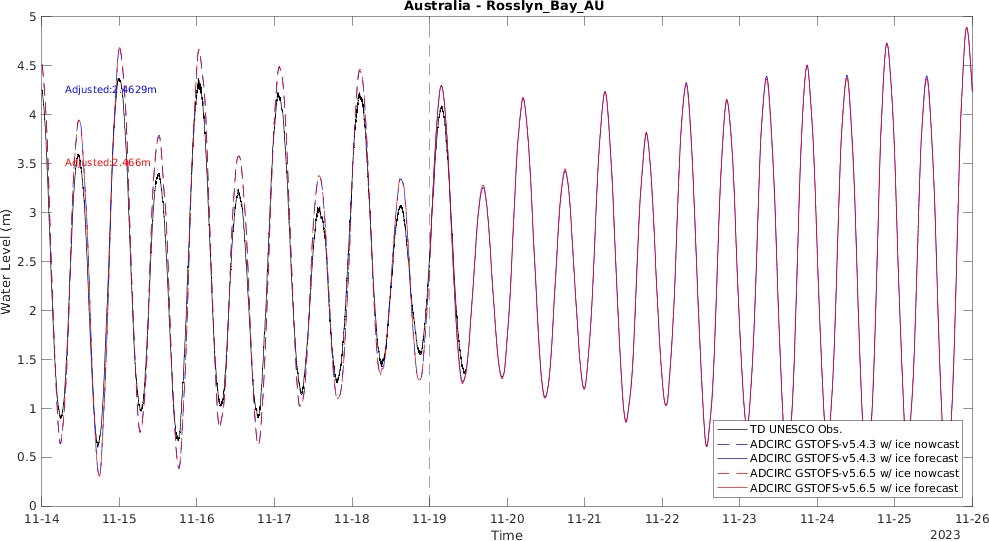 Australia - Rosslyn_Bay_AU
5
4.5
4
3.5
3
2.5
2
1.5
1
0.5
0
Water Level (m)
Adjusted:2.4629m
Adjusted:2.466m
TD UNESCO Obs.
ADCIRC GSTOFS-v5.4.3 w/ ice nowcast
ADCIRC GSTOFS-v5.4.3 w/ ice forecast
ADCIRC GSTOFS-v5.6.5 w/ ice nowcast
ADCIRC GSTOFS-v5.6.5 w/ ice forecast
11-14 11-15 11-16 11-17 11-18 11-19 11-20 11-21 11-22 11-23 11-24 11-25 11-26
Time
2023